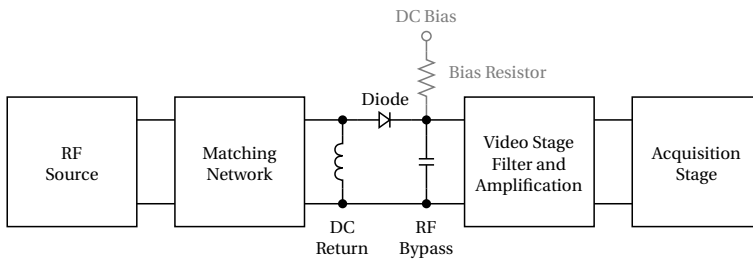 DC Bias
Bias Resistor
Diode
RF
Source
Matching
Network
Video Stage
Filter and
Amplification
Acquisition
Stage
DC
Return
RF
Bypass